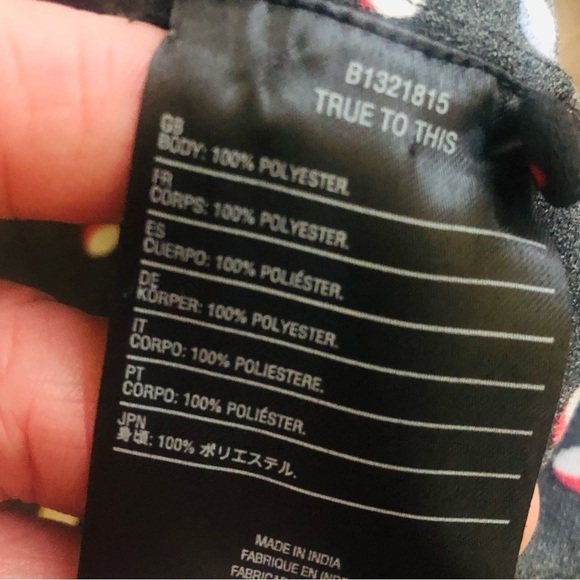 B1321815
TRUE TO THIS
GB
BODY: 100% POLYESTER.
FR
CORPS: 100% POLYESTER.
ES
CUERPO: 100% POLIÉSTER.
DE
KÖRPER: 100% POLYESTER.
IT
CORPO: 100% POLIESTERE.
PT
CORPO: 100% POLIÉSTER.
JPN
身頃: 100% ポリエステル.
MADE IN INDIA
FABRIQUE EN